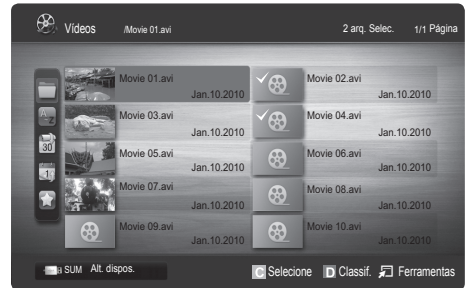 Vídeos /Movie 01.avi 2 arq. Selec. 1/1 Página
Movie 01.avi Movie 02.avi
Jan.10.2010 Jan.10.2010
Movie 03.avi Movie 04.avi
Jan.10.2010 Jan.10.2010
30
Movie 05.avi Movie 06.avi
Jan.10.2010 Jan.10.2010
1
Movie 07.avi Movie 08.avi
Jan.10.2010 Jan.10.2010
Movie 09.avi Movie 10.avi
Jan.10.2010 Jan.10.2010
a SUM Alt. dispos. C Selecione D Classif. Ferramentas